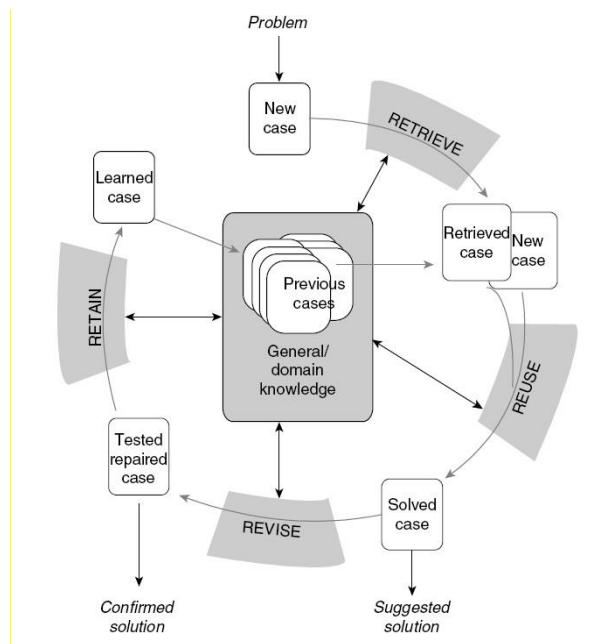 Problem
New
case
RETRIEVE
Learned
case
Retrieved
case
New
case
Previous
cases
General/
domain
knowledge
RETAIN
REUSE
Tested
repaired
case
REVISE
Solved
case
Confirmed
solution
Suggested
solution